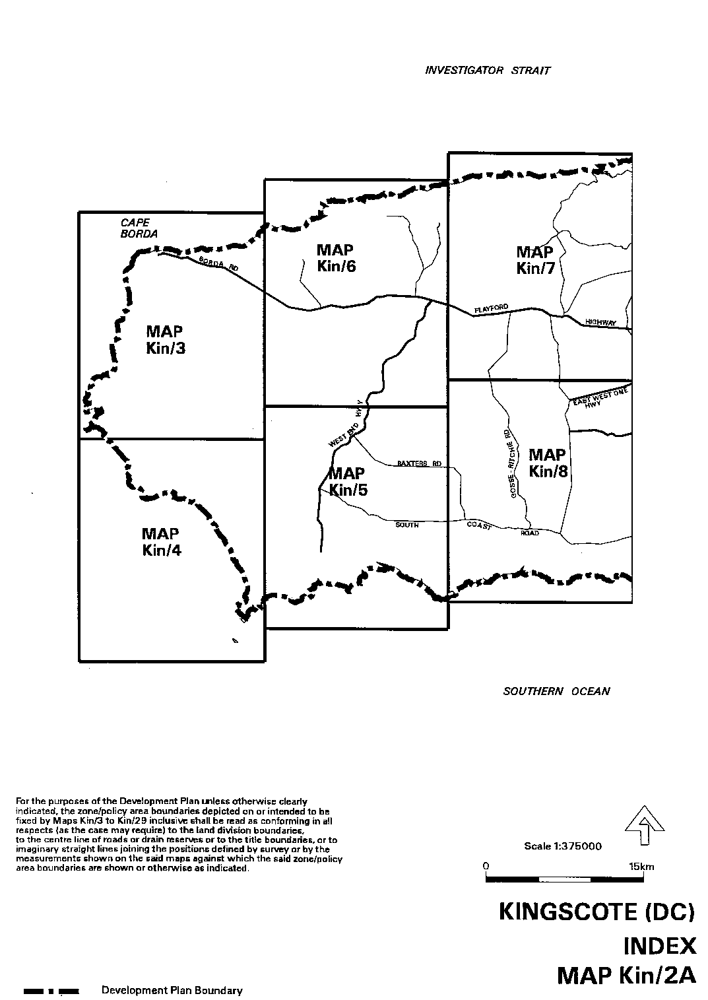 INVESTIGATOR STRAIT
CAPE
BORDA
BORDA RD
MAP
Kin/6
MAP
Kin/7
PLAYFORD
HIGHWAY
MAP
Kin/3
EAST WEST ONE
HWY
WEST END HWY
GOSSE - RITCHIE RD
BAXTERS RD
MAP
Kin/8
MAP
Kin/5
SOUTH COAST ROAD
MAP
Kin/4
SOUTHERN OCEAN
For the purposes of the Development Plan unless otherwise clearly
indicated, the zone/policy area boundaries depicted on or intended to be
fixed by Maps Kin/3 to Kin/29 inclusive shall be read as conforming in all
respects (as the case may require) to the land division boundaries,
to the centre line of roads or drain reserves or to the title boundaries, or to
imaginary straight lines joining the positions defined by survey or by the
measurements shown on the said maps against which the said zone/policy
area boundaries are shown or otherwise as indicated.
Scale 1:375000
0 15km
KINGSCOTE (DC)
INDEX
MAP Kin/2A
Development Plan Boundary